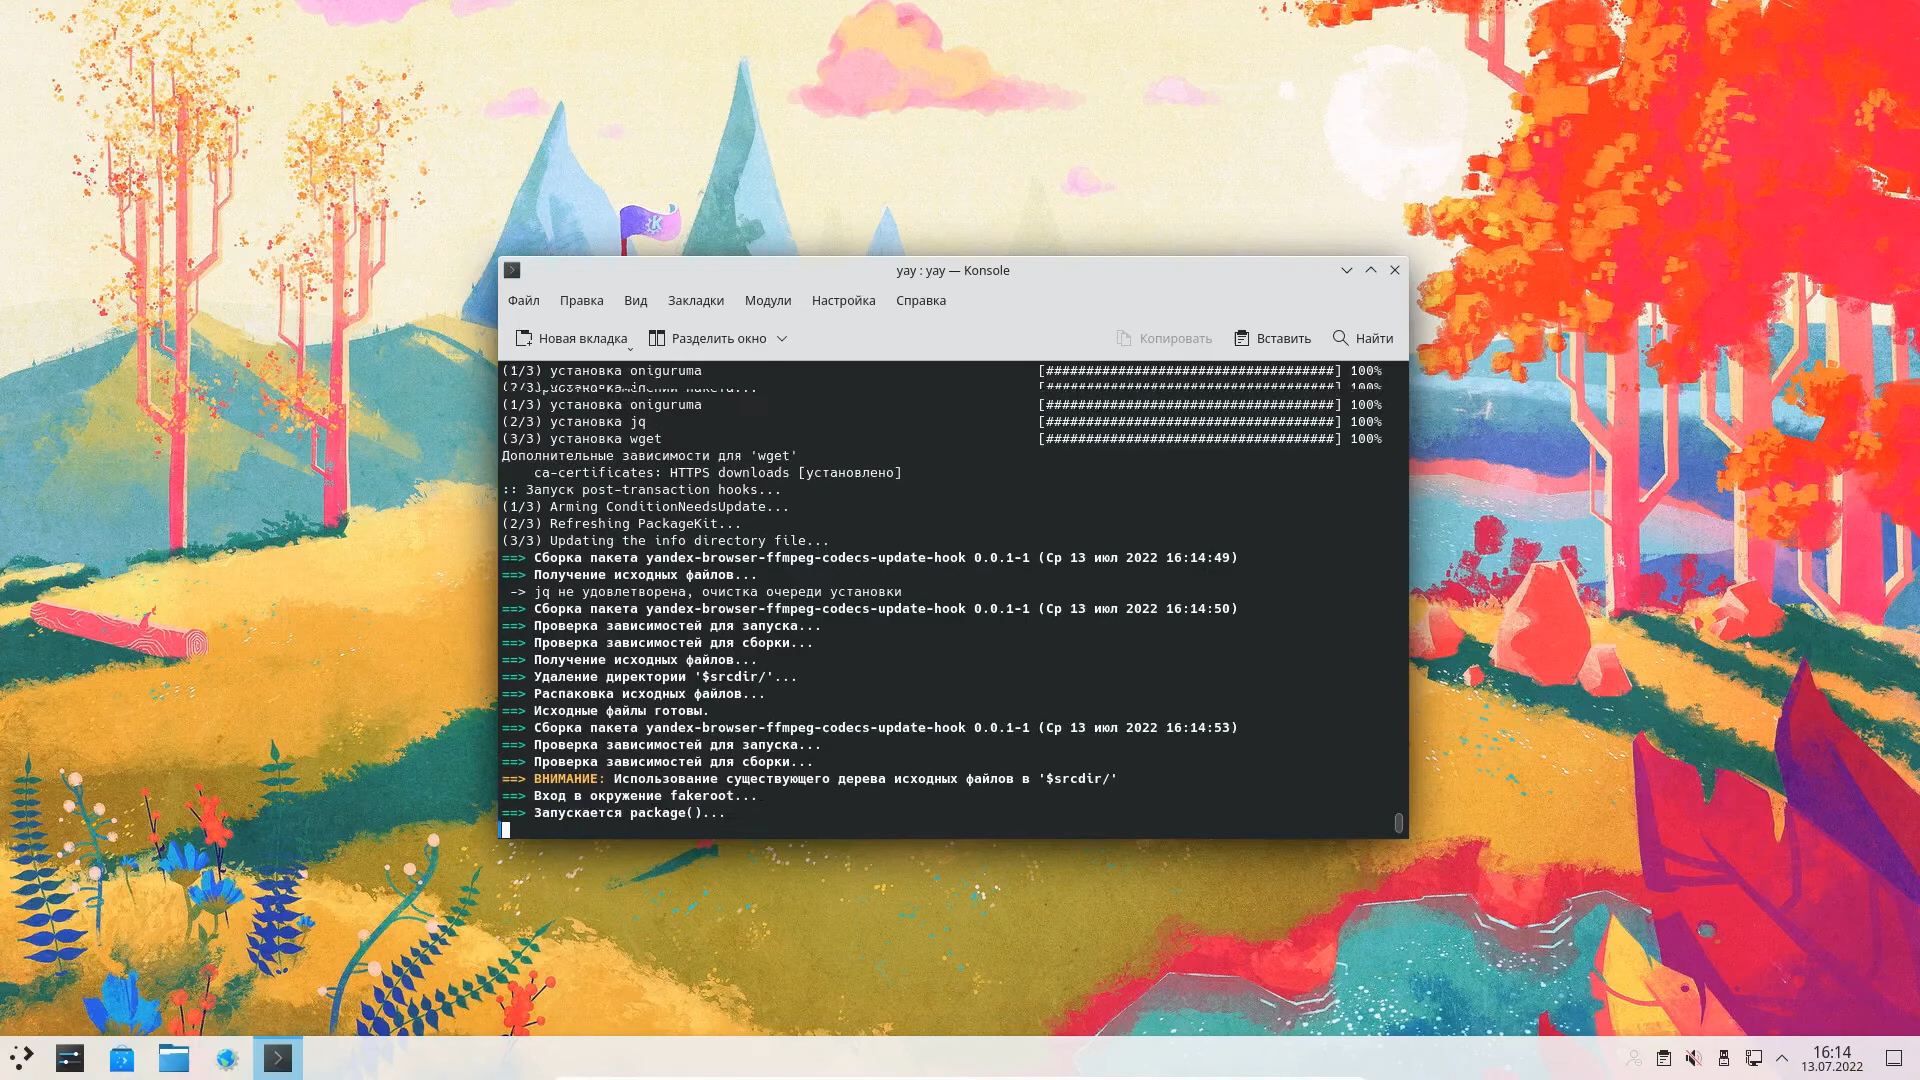 yay : yay — Konsole
Файл Правка Вид Закладки Модули Настройка Справка
Новая вкладка Разделить окно Копировать Вставить Найти
(1/3) установка oniguruma [####################################] 100%
(1/3) установка oniguruma [####################################] 100%
(2/3) установка jq [####################################] 100%
(3/3) установка wget [####################################] 100%
Дополнительные зависимости для 'wget'
ca-certificates: HTTPS downloads [установлено]
:: Запуск post-transaction hooks...
(1/3) Arming ConditionNeedsUpdate...
(2/3) Refreshing PackageKit...
(3/3) Updating the info directory file...
==> Сборка пакета yandex-browser-ffmpeg-codecs-update-hook 0.0.1-1 (Ср 13 июл 2022 16:14:49)
==> Получение исходных файлов...
-> jq не удовлетворена, очистка очереди установки
==> Сборка пакета yandex-browser-ffmpeg-codecs-update-hook 0.0.1-1 (Ср 13 июл 2022 16:14:50)
==> Проверка зависимостей для запуска...
==> Проверка зависимостей для сборки...
==> Получение исходных файлов...
==> Удаление директории '$srcdir/'...
==> Распаковка исходных файлов...
==> Исходные файлы готовы.
==> Сборка пакета yandex-browser-ffmpeg-codecs-update-hook 0.0.1-1 (Ср 13 июл 2022 16:14:53)
==> Проверка зависимостей для запуска...
==> Проверка зависимостей для сборки...
==> ВНИМАНИЕ: Использование существующего дерева исходных файлов в '$srcdir/'
==> Вход в окружение fakeroot...
==> Запускается package()...
16:14
13.07.2022